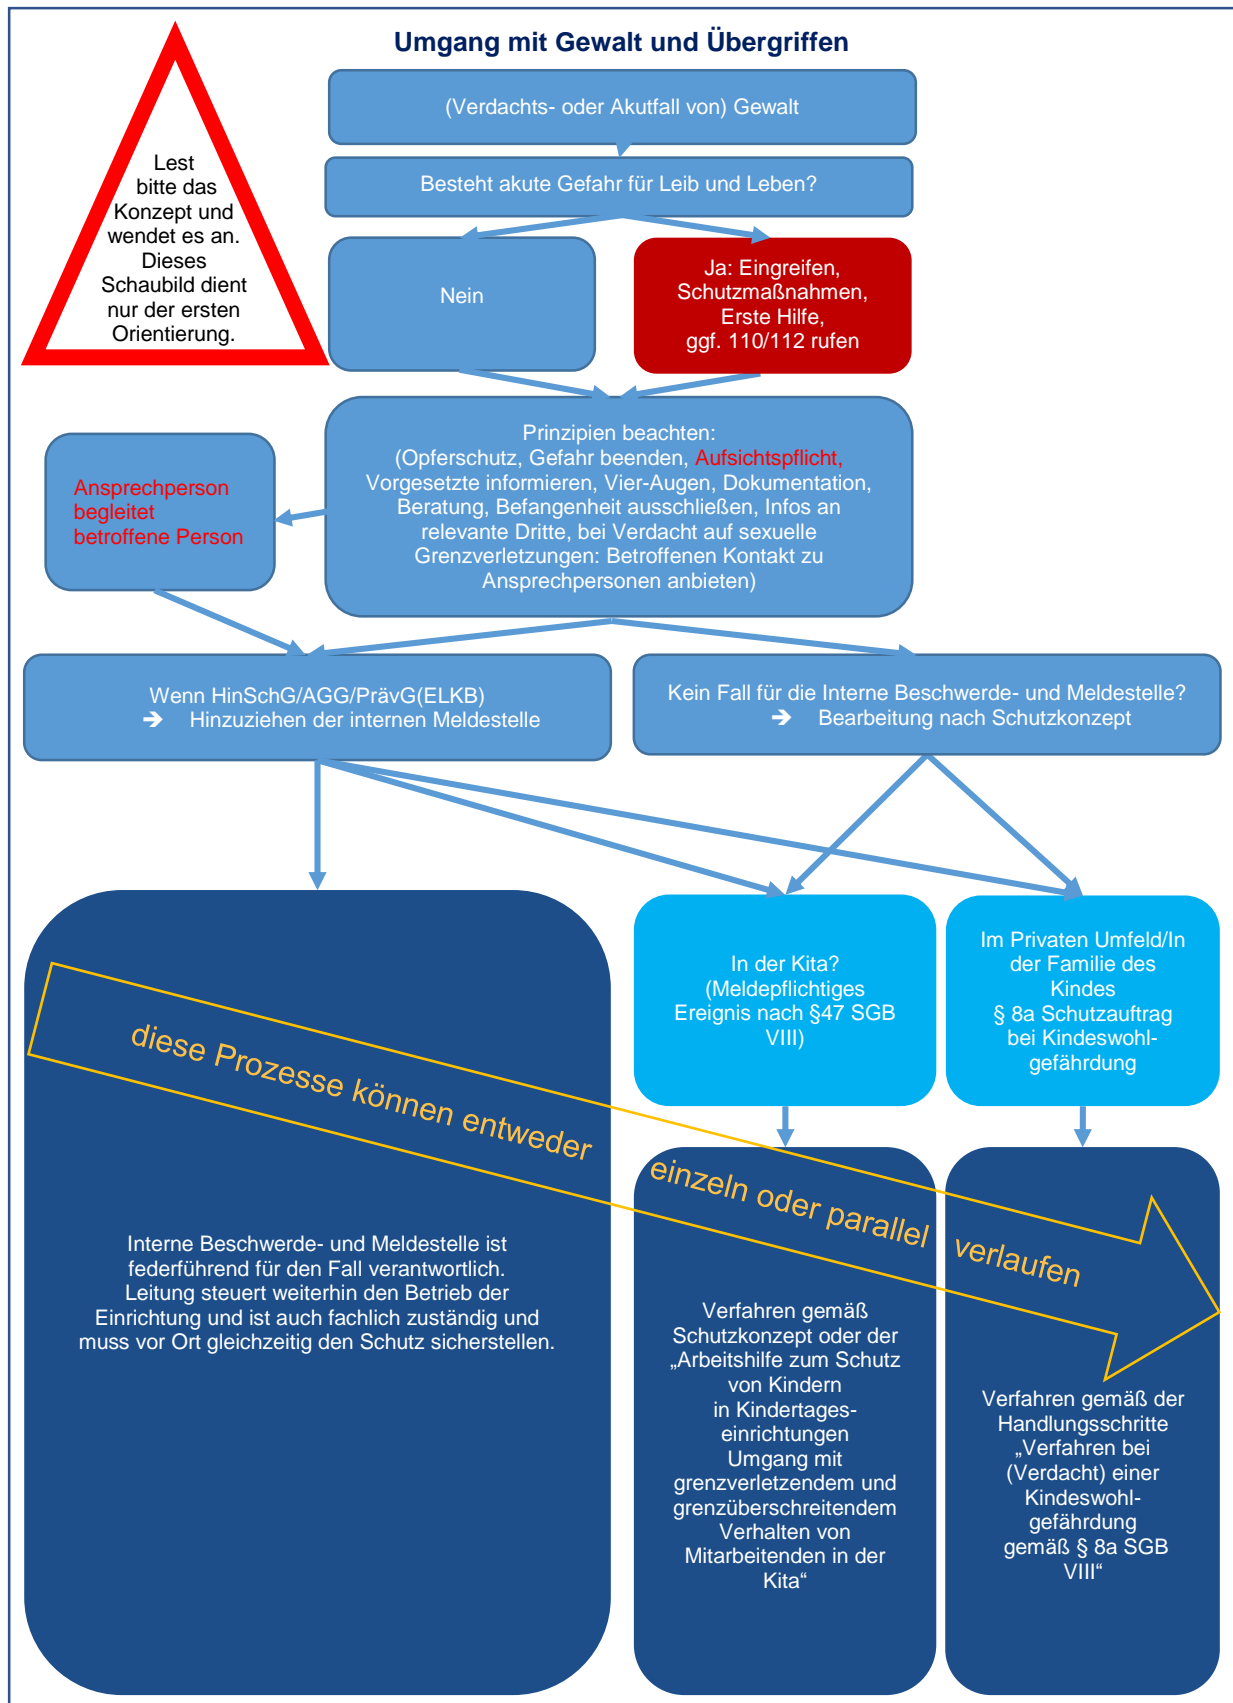 Umgang mit Gewalt und Übergriffen
Lest
bitte das
Konzept und
wendet es an.
Dieses
Schaubild dient
nur der ersten
Orientierung.
(Verdachts- oder Akutfall von) Gewalt
Besteht akute Gefahr für Leib und Leben?
Nein
Ja: Eingreifen,
Schutzmaßnahmen,
Erste Hilfe,
ggf. 110/112 rufen
Prinzipien beachten:
(Opferschutz, Gefahr beenden, Aufsichtspflicht,
Vorgesetzte informieren, Vier-Augen, Dokumentation,
Beratung, Befangenheit ausschließen, Infos an
relevante Dritte, bei Verdacht auf sexuelle
Grenzverletzungen: Betroffenen Kontakt zu
Ansprechpersonen anbieten)
Ansprechperson
begleitet
betroffene Person
Wenn HinSchG/AGG/PrävG(ELKB)
➔ Hinzuziehen der internen Meldestelle
Kein Fall für die Interne Beschwerde- und Meldestelle?
➔ Bearbeitung nach Schutzkonzept
In der Kita?
(Meldepflichtiges
Ereignis nach §47 SGB
VIII)
Im Privaten Umfeld/In
der Familie des
Kindes
§ 8a Schutzauftrag
bei Kindeswohl-
gefährdung
diese Prozesse können entweder einzeln oder parallel verlaufen
Interne Beschwerde- und Meldestelle ist
federführend für den Fall verantwortlich.
Leitung steuert weiterhin den Betrieb der
Einrichtung und ist auch fachlich zuständig und
muss vor Ort gleichzeitig den Schutz sicherstellen.
Verfahren gemäß
Schutzkonzept oder der
„Arbeitshilfe zum Schutz
von Kindern
in Kindertages-
einrichtungen
Umgang mit
grenzverletzendem und
grenzüberschreitendem
Verhalten von
Mitarbeitenden in der
Kita“
Verfahren gemäß der
Handlungsschritte
„Verfahren bei
(Verdacht) einer
Kindeswohl-
gefährdung
gemäß § 8a SGB
VIII“